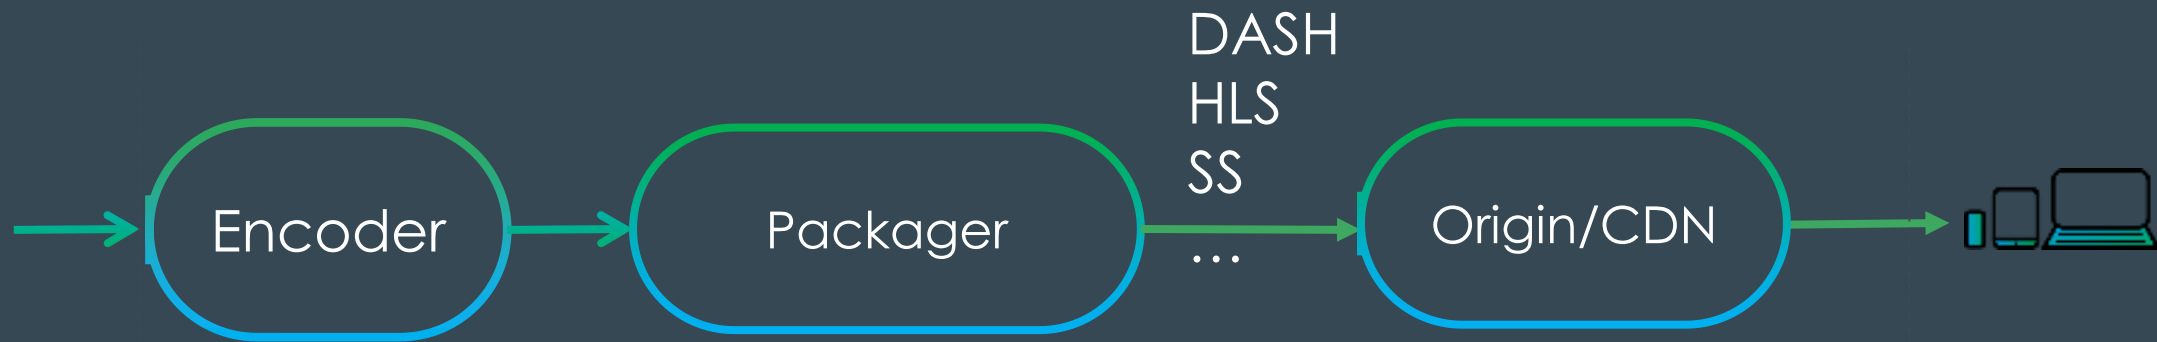 Encoder
Packager
DASH
HLS
SS
...
Origin/CDN